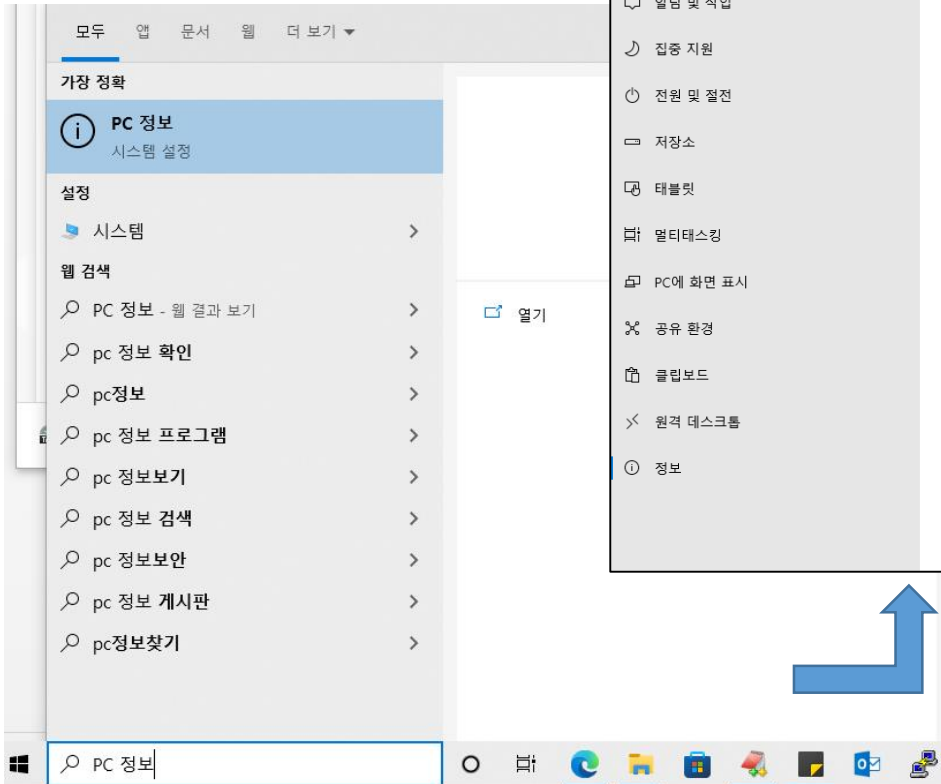 모두 앱 문서 웹 더 보기
가장 정확
PC 정보
시스템 설정
설정
시스템
웹 검색
PC 정보 - 웹 결과 보기
pc 정보 확인
pc정보
pc 정보 프로그램
pc 정보보기
pc 정보 검색
pc 정보보안
pc 정보 게시판
pc정보찾기
PC 정보
열기
알림 및 작업
집중 지원
전원 및 절전
저장소
태블릿
멀티태스킹
PC에 화면 표시
공유 환경
클립보드
원격 데스크톱
정보